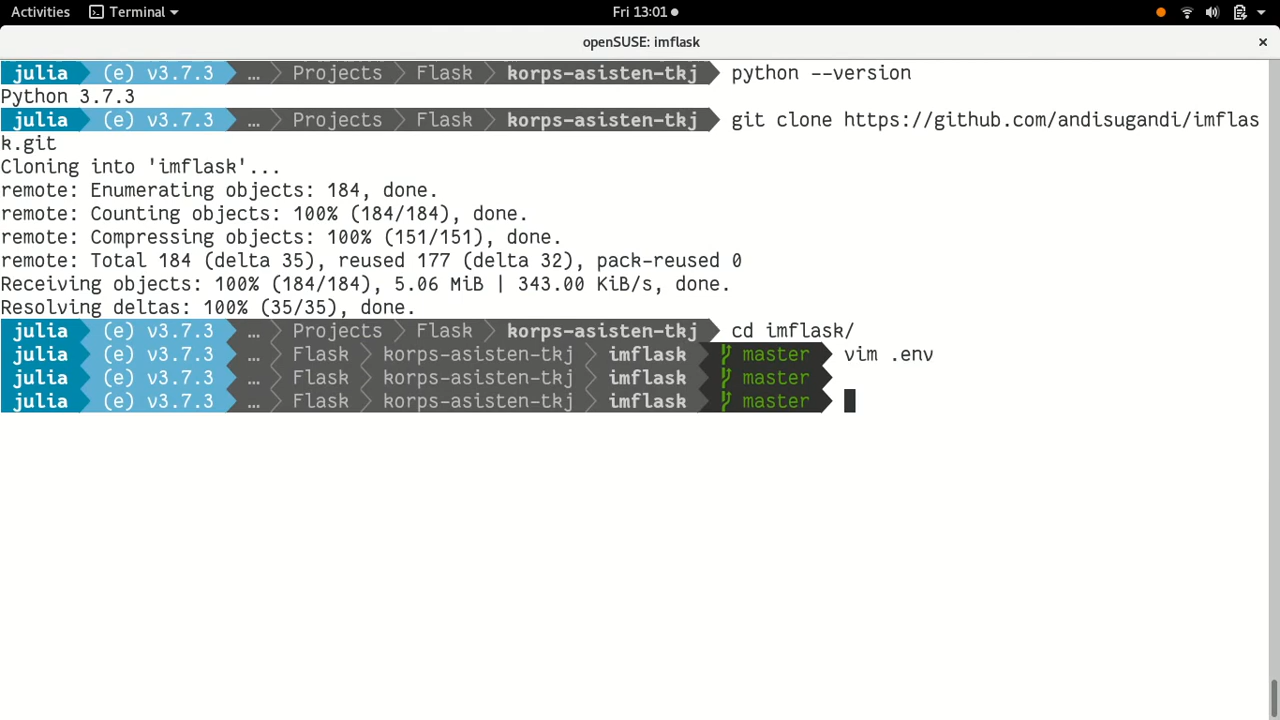 Activities Terminal Fri 13:01
openSUSE: imflask
julia (e) v3.7.3 … Projects Flask korps-asisten-tkj python --version
Python 3.7.3
julia (e) v3.7.3 … Projects Flask korps-asisten-tkj git clone https://github.com/andisugandi/imflas
k.git
Cloning into 'imflask'...
remote: Enumerating objects: 184, done.
remote: Counting objects: 100% (184/184), done.
remote: Compressing objects: 100% (151/151), done.
remote: Total 184 (delta 35), reused 177 (delta 32), pack-reused 0
Receiving objects: 100% (184/184), 5.06 MiB | 343.00 KiB/s, done.
Resolving deltas: 100% (35/35), done.
julia (e) v3.7.3 … Projects Flask korps-asisten-tkj cd imflask/
julia (e) v3.7.3 … Flask korps-asisten-tkj imflask master vim .env
julia (e) v3.7.3 … Flask korps-asisten-tkj imflask master
julia (e) v3.7.3 … Flask korps-asisten-tkj imflask master